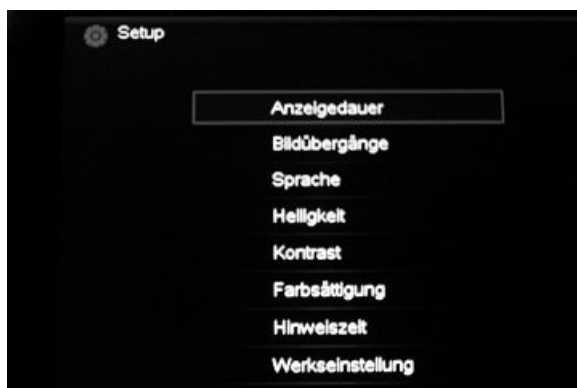 Setup
Anzeigedauer
Bildübergänge
Sprache
Helligkeit
Kontrast
Farbsättigung
Hinweiszeit
Werkseinstellung